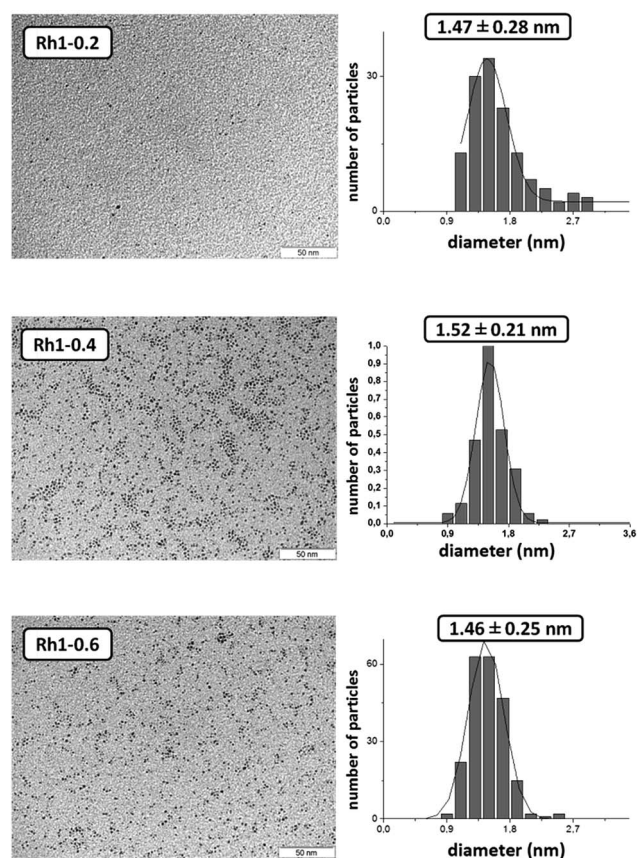 Rh1-0.2
50 nm
1.47 ± 0.28 nm
number of particles
30
0
0,0 0,9 1,8 2,7
diameter (nm)
Rh1-0.4
50 nm
1.52 ± 0.21 nm
number of particles
1,0
0,9
0,8
0,7
0,6
0,5
0,4
0,3
0,2
0,1
0,0
0,0 0,9 1,8 2,7 3,6
diameter (nm)
Rh1-0.6
50 nm
1.46 ± 0.25 nm
number of particles
60
30
0
0,0 0,9 1,8 2,7
diameter (nm)